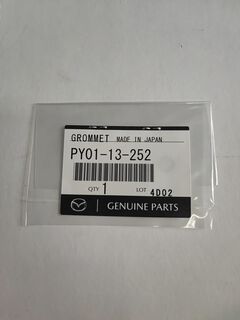 GROMMET MADE IN JAPAN
PY01-13-252
QTY 1 LOT 4D02
GENUINE PARTS